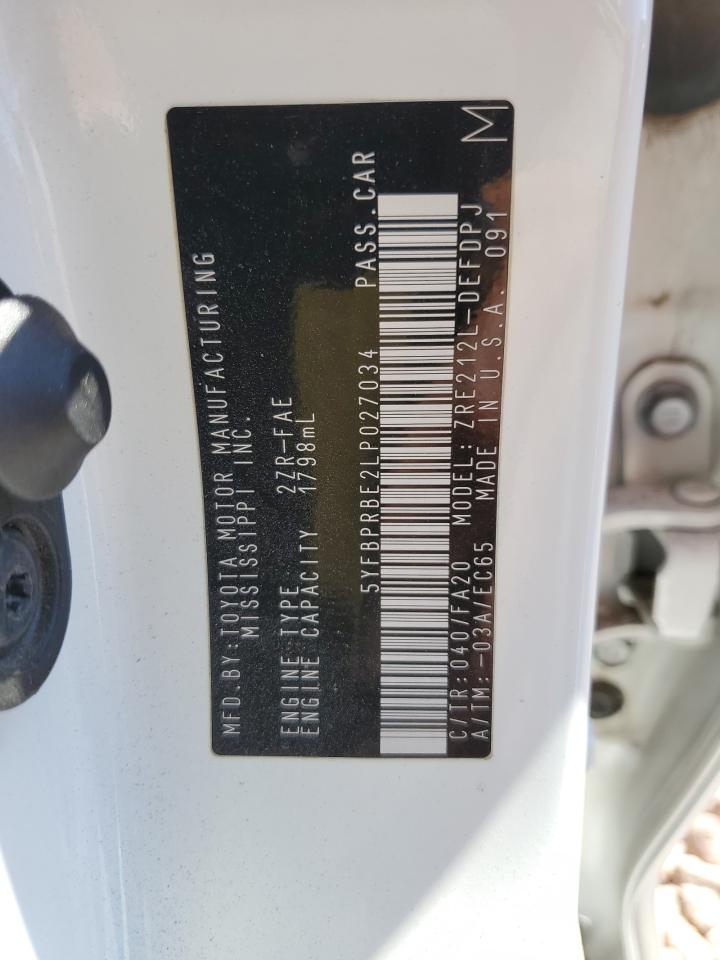 MFD.BY:TOYOTA MOTOR MANUFACTURING
MISSISSIPPI INC.
ENGINE TYPE 2ZR-FAE
ENGINE CAPACITY 1798mL
5YFBPRBE2LP027034 PASS.CAR
C/TR:040/FA20 MODEL:ZRE212L-DEFDPJ
A/TM:-03A/EC65 MADE IN U.S.A. 091 M